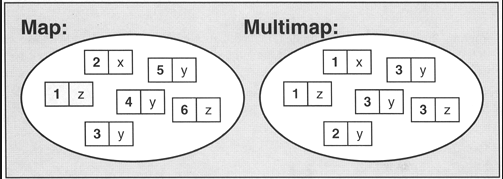 Map:
2 x
5 y
1 z
4 y
6 z
3 y
Multimap:
1 x
3 y
1 z
3 y
3 z
2 y